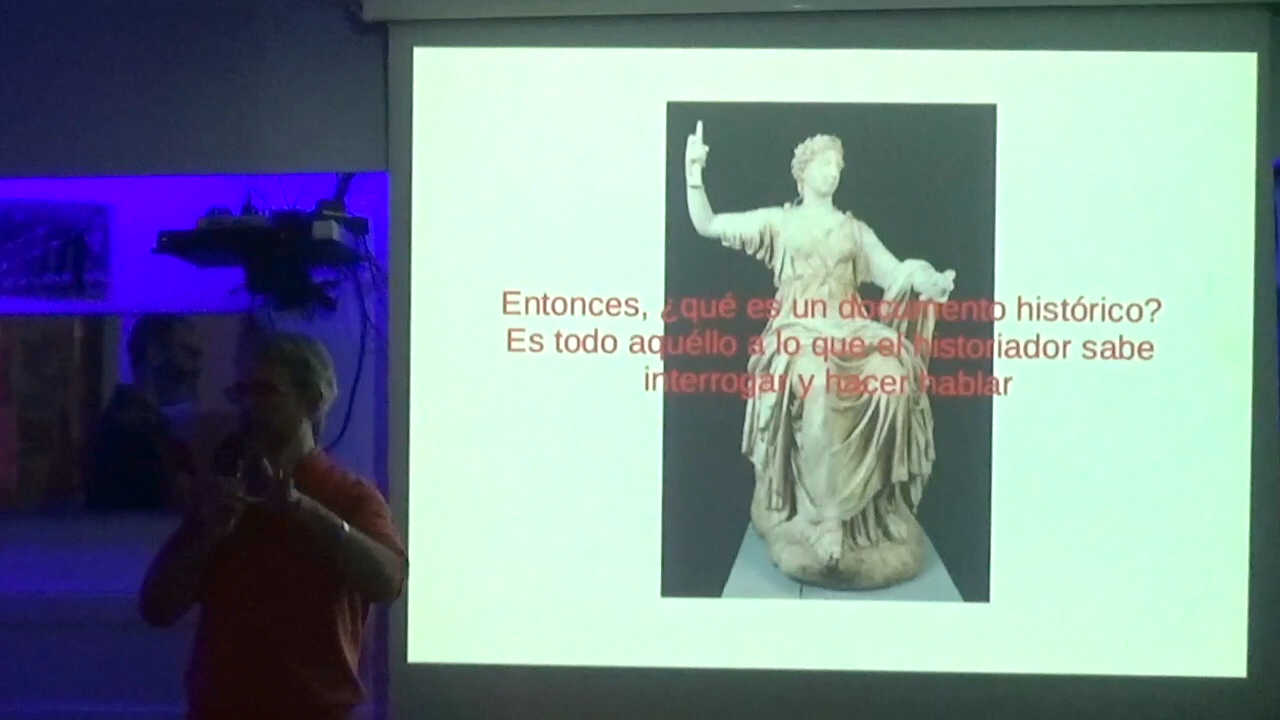 Entonces, ¿qué es un documento histórico?
Es todo aquéllo a lo que el historiador sabe
interrogar y hacer hablar